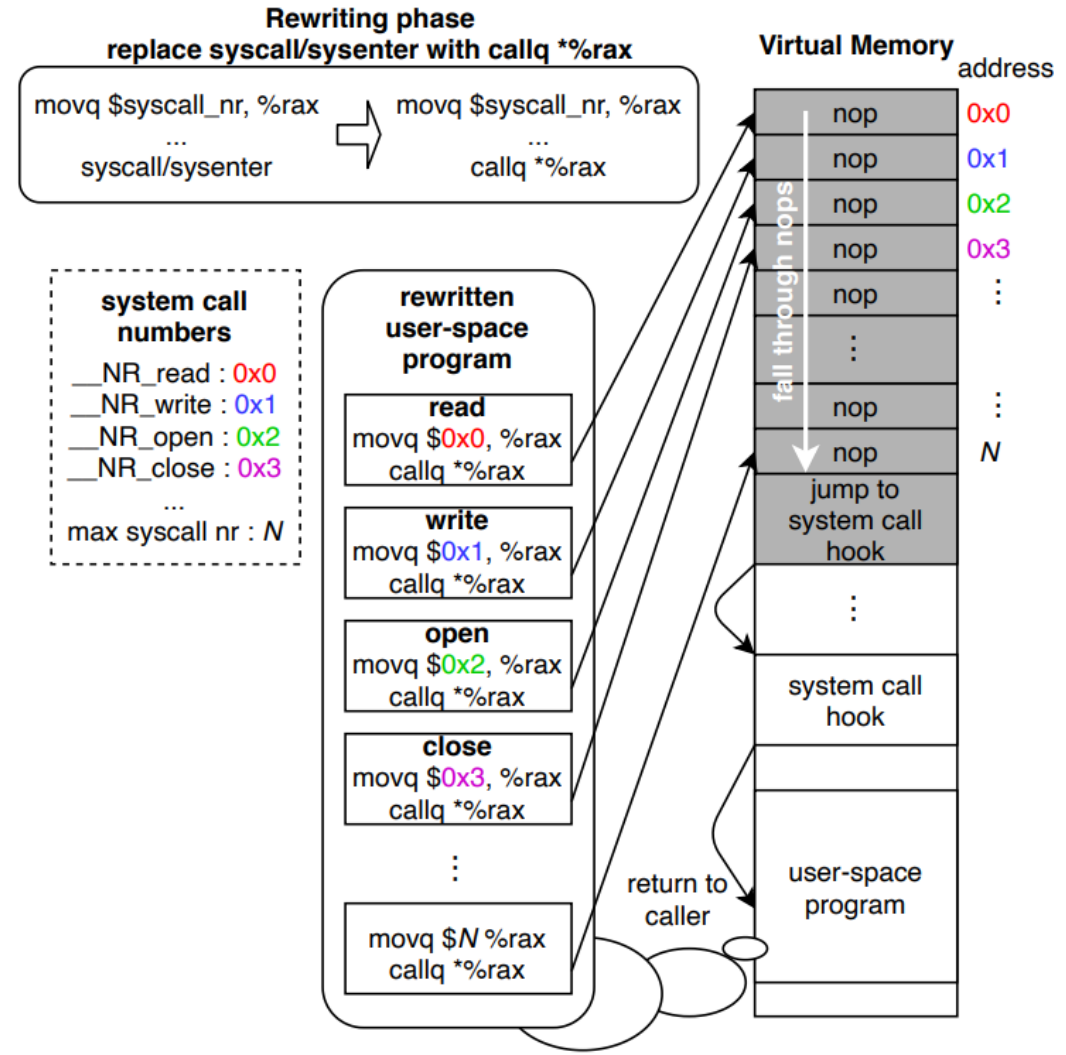 Rewriting phase
replace syscall/sysenter with callq *%rax
movq $syscall_nr, %rax
...
syscall/sysenter
movq $syscall_nr, %rax
...
callq *%rax
system call
numbers
__NR_read : 0x0
__NR_write : 0x1
__NR_open : 0x2
__NR_close : 0x3
...
max syscall nr : N
rewritten
user-space
program
read
movq $0x0, %rax
callq *%rax
write
movq $0x1, %rax
callq *%rax
open
movq $0x2, %rax
callq *%rax
close
movq $0x3, %rax
callq *%rax
⋮
movq $N %rax
callq *%rax
return to
caller
Virtual Memory
address
nop 0x0
nop 0x1
nop 0x2
nop 0x3
nop ⋮
⋮
nop ⋮
nop N
fall through nops
jump to
system call
hook
⋮
system call
hook
user-space
program